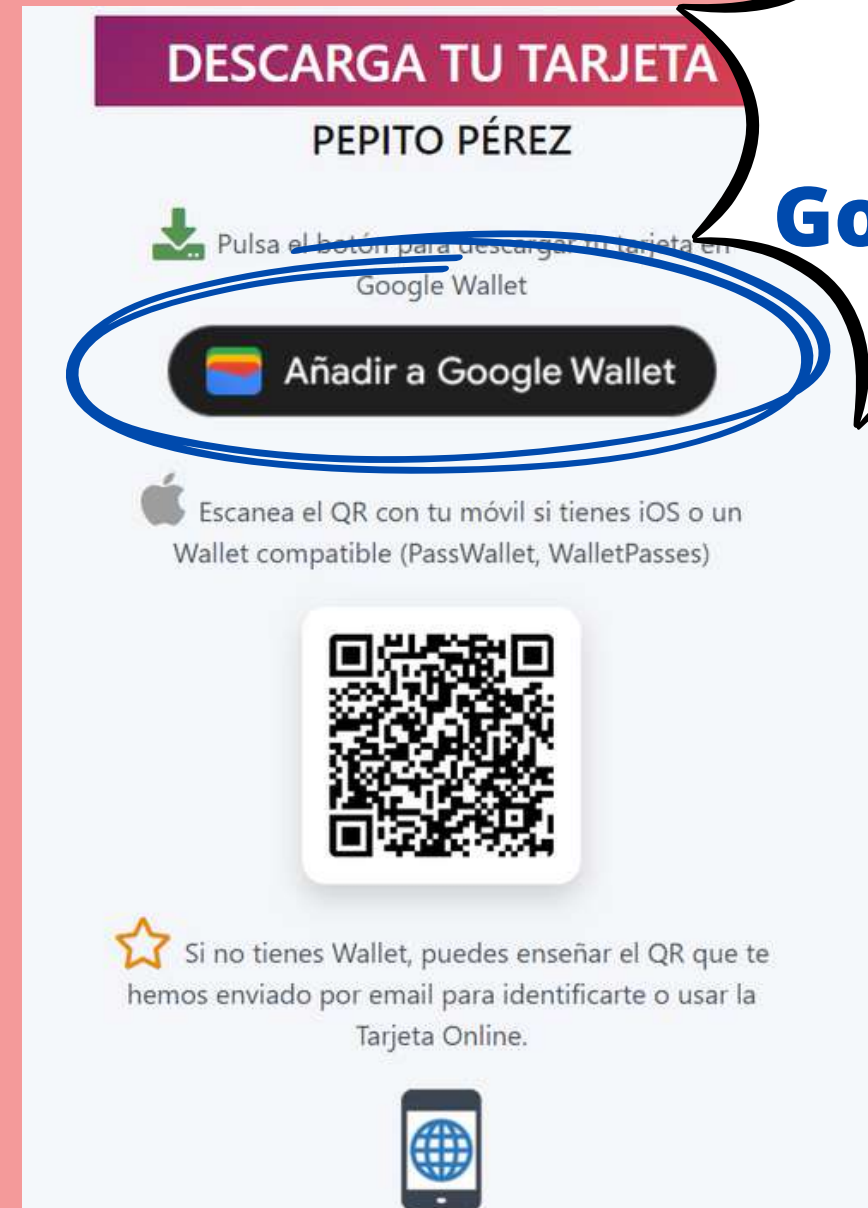 DESCARGA TU TARJETA
PEPITO PÉREZ
Pulsa el botón para descargar tu tarjeta en
Google Wallet
Go
Añadir a Google Wallet
Escanea el QR con tu móvil si tienes iOS o un
Wallet compatible (PassWallet, WalletPasses)
Si no tienes Wallet, puedes enseñar el QR que te
hemos enviado por email para identificarte o usar la
Tarjeta Online.